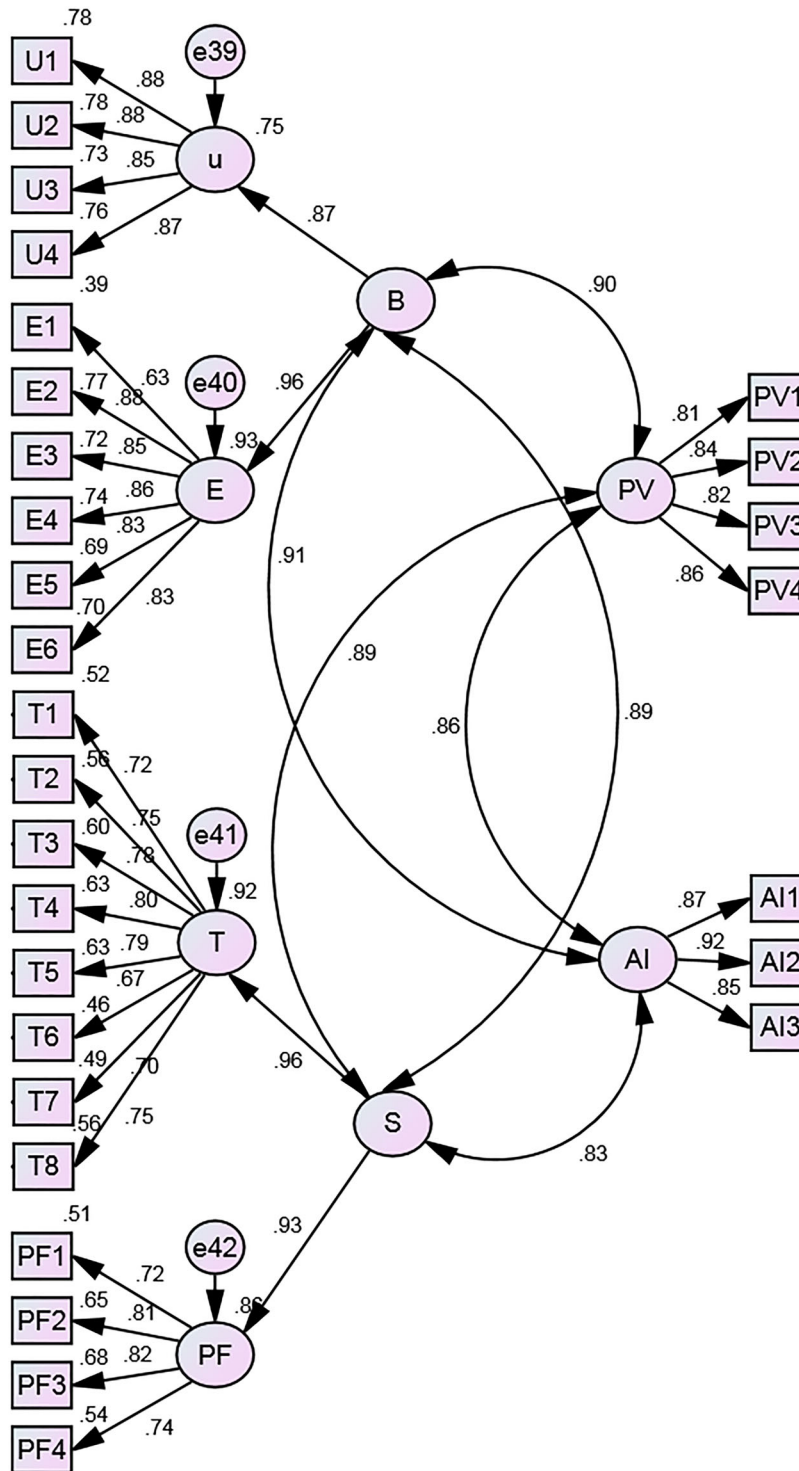 .78
U1
e39
.88
.78
.88
U2
.75
.73
.85
u
U3
.76
.87
.87
U4
.39
B
.90
E1
.63
e40
.96
.77
.88
E2
PV1
.81
.93
.72
.85
.84
E3
PV2
E
PV
.86
.82
.74
.83
E4
PV3
.69
.91
.86
E5
PV4
.70
.83
E6
.89
.52
T1
.86
.89
.56
.72
T2
.75
.60
e41
T3
.78
.63
.80
.92
.87
AI1
T4
.63
.79
T
.92
T5
.67
AI
AI2
.46
.85
T6
AI3
.49
.70
.96
T7
.56
.75
S
T8
.83
.51
.93
PF1
e42
.72
.65
.81
.86
PF2
.68
.82
PF
PF3
.54
.74
PF4